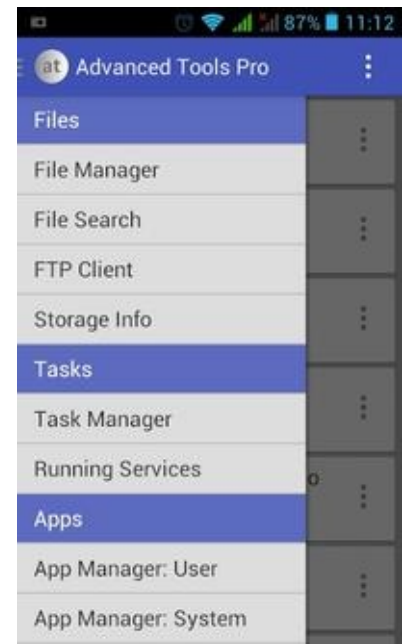 87% 11:12
at Advanced Tools Pro
Files
File Manager
File Search
FTP Client
Storage Info
Tasks
Task Manager
Running Services
o
Apps
App Manager: User
App Manager: System